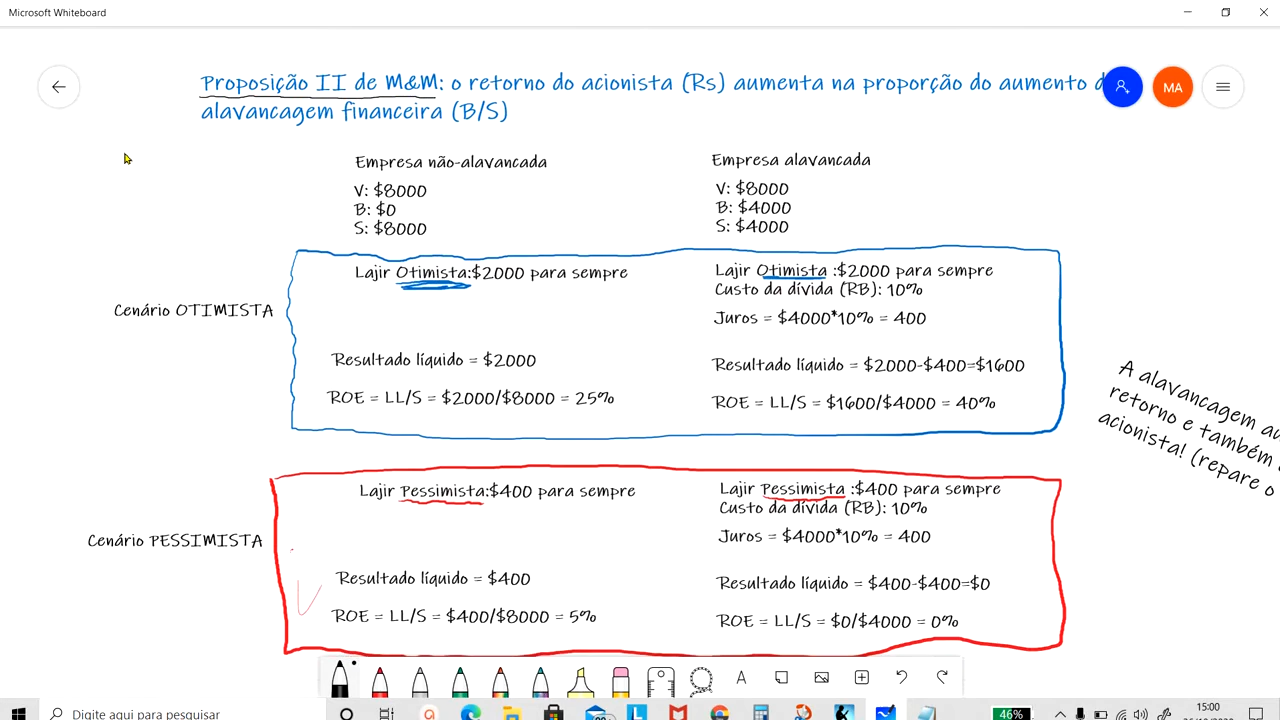 Microsoft Whiteboard
Proposição II de M&M: o retorno do acionista (Rs) aumenta na proporção do aumento
alavancagem financeira (B/S)
MA
Empresa não-alavancada
V: $8000
B: $0
S: $8000
Empresa alavancada
V: $8000
B: $4000
S: $4000
Cenário OTIMISTA
Lajir Otimista:$2000 para sempre
Resultado líquido = $2000
ROE = LL/S = $2000/$8000 = 25%
Lajir Otimista :$2000 para sempre
Custo da dívida (RB): 10%
Juros = $4000*10% = 400
Resultado líquido = $2000-$400=$1600
ROE = LL/S = $1600/$4000 = 40%
A alavancagem
retorno e também
acionista! (repare o
Cenário PESSIMISTA
Lajir Pessimista:$400 para sempre
Resultado líquido = $400
ROE = LL/S = $400/$8000 = 5%
Lajir Pessimista :$400 para sempre
Custo da dívida (RB): 10%
Juros = $4000*10% = 400
Resultado líquido = $400-$400=$0
ROE = LL/S = $0/$4000 = 0%
A
Digite aqui para pesquisar
46%
15:00